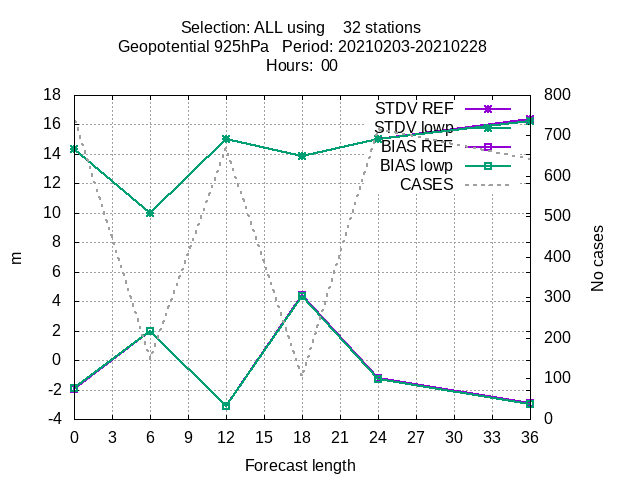 Selection: ALL using    32 stations
Geopotential 925hPa   Period: 20210203-20210228
Hours:  00
18
16
14
12
10
8
6
4
2
0
-2
-4
m
800
700
600
500
400
300
200
100
0
No cases
STDV REF
STDV lowp
BIAS REF
BIAS lowp
CASES
0 3 6 9 12 15 18 21 24 27 30 33 36
Forecast length